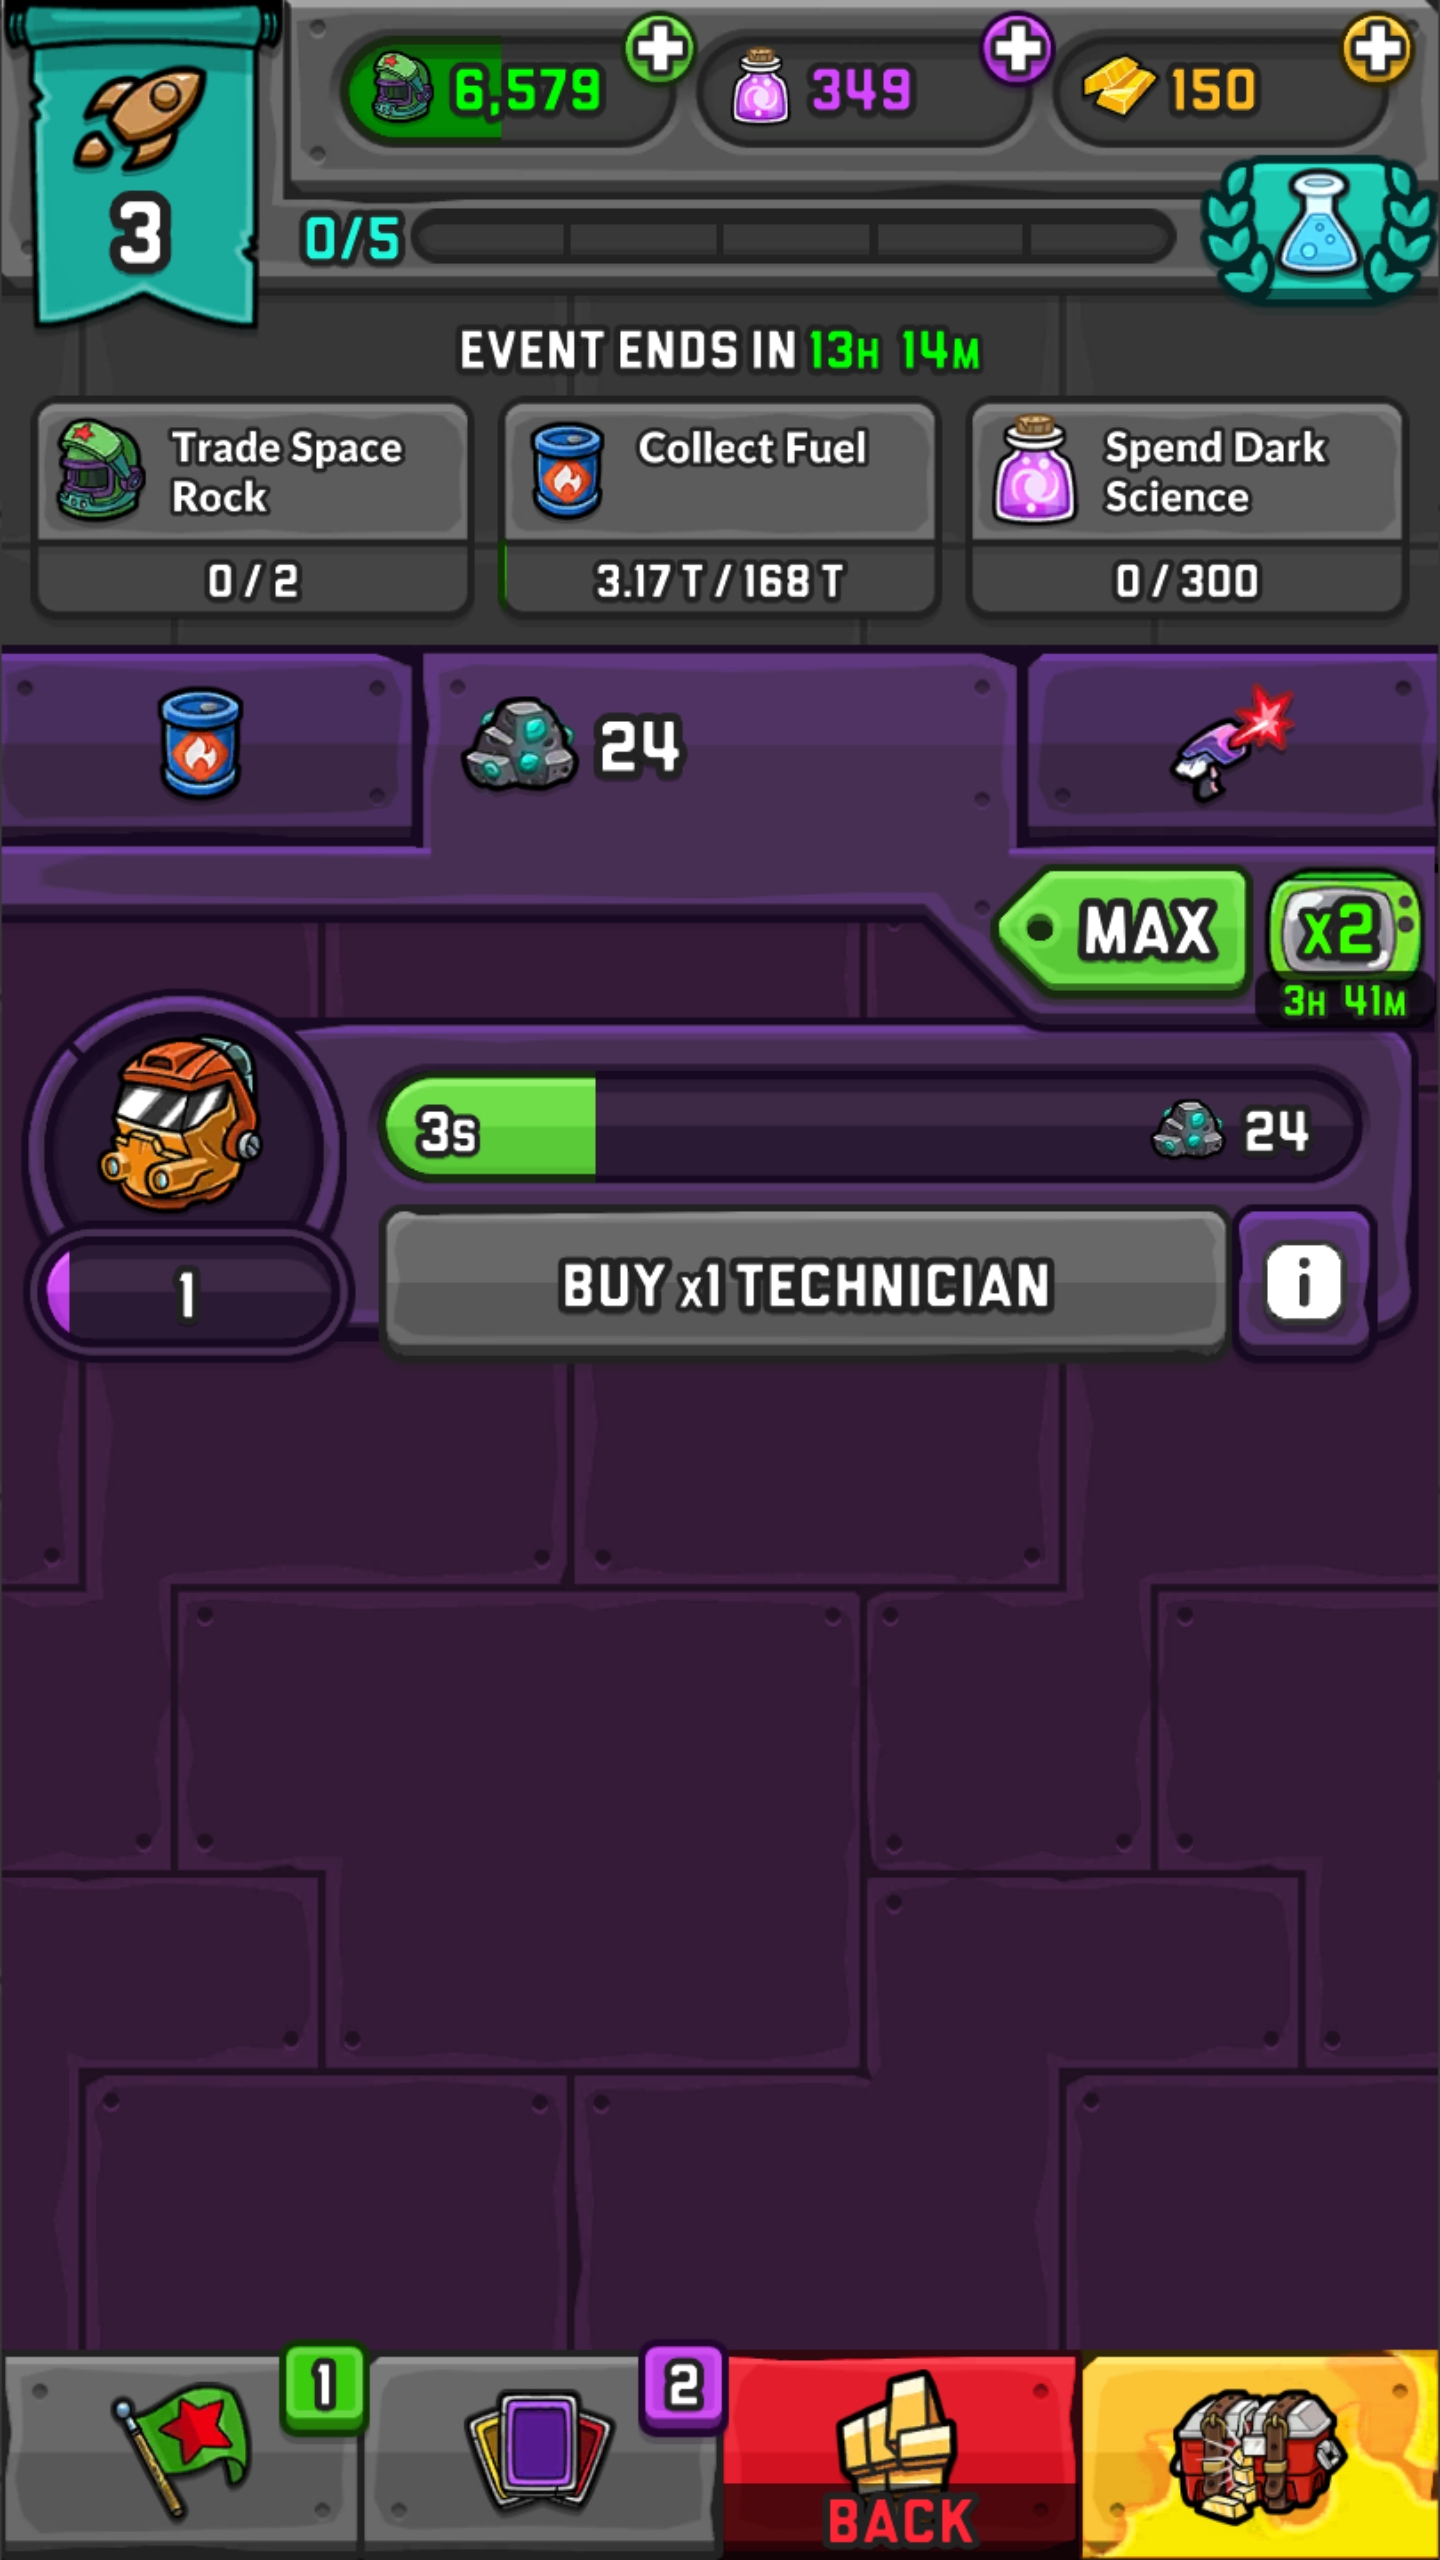 6,579
349
150
3
0/5
EVENT ENDS IN 13H 14M
Trade Space
Rock
0 / 2
Collect Fuel
3.17 T / 168 T
Spend Dark
Science
0 / 300
24
MAX
x2
3H 41M
3s
24
1
BUY x1 TECHNICIAN
i
1
2
BACK